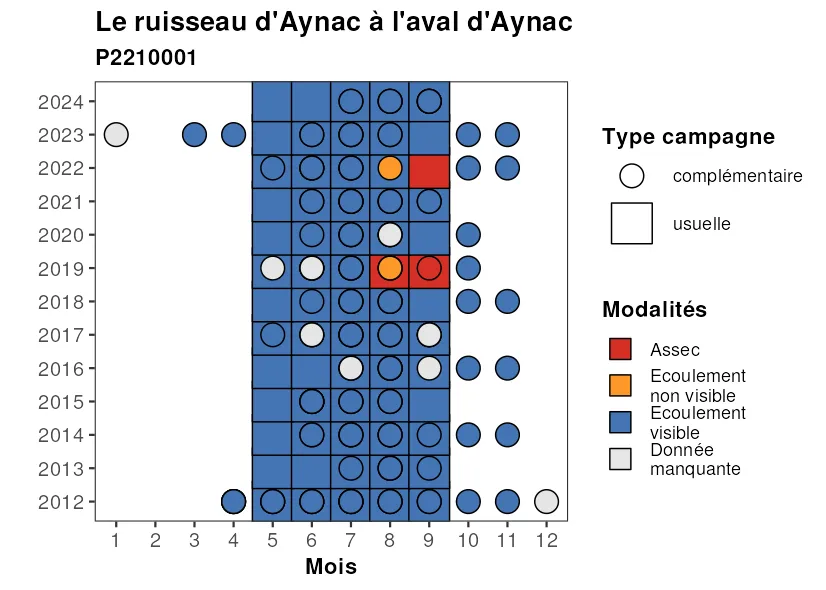 Le ruisseau d'Aynac à l'aval d'Aynac
P2210001
2024
2023
2022
2021
2020
2019
2018
2017
2016
2015
2014
2013
2012
1 2 3 4 5 6 7 8 9 10 11 12
Mois
Type campagne
complémentaire
usuelle
Modalités
Assec
Ecoulement
non visible
Ecoulement
visible
Donnée
manquante